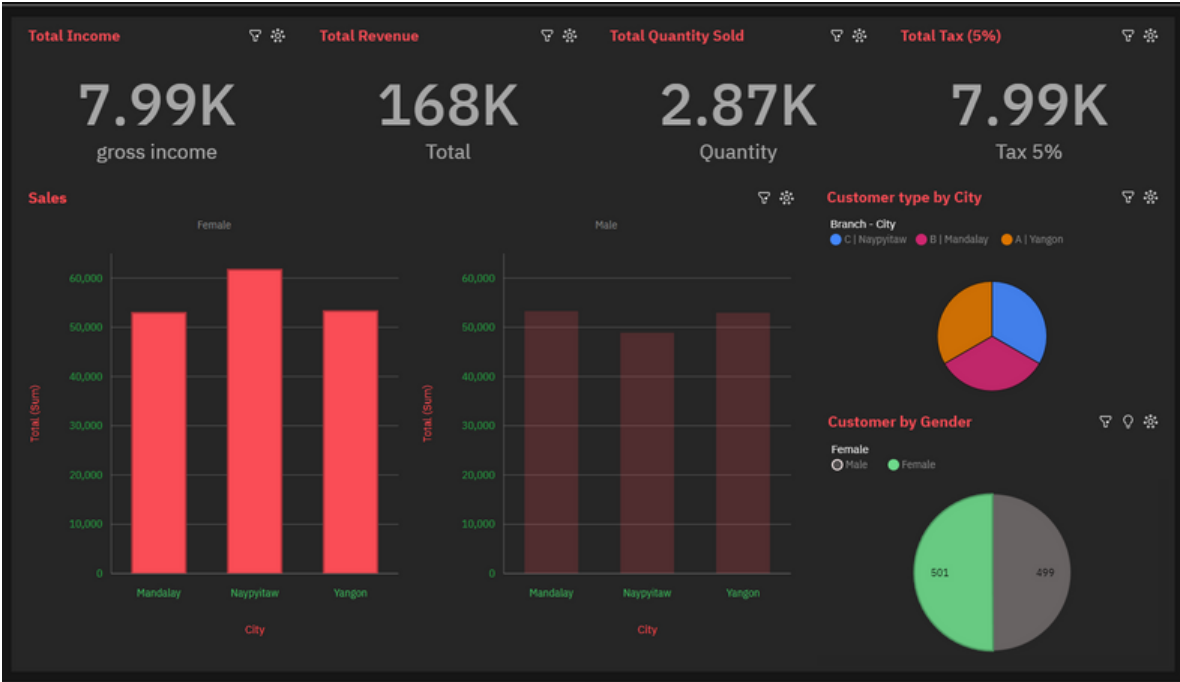 Total Income
Total Revenue
Total Quantity Sold
Total Tax (5%)
7.99K
168K
2.87K
7.99K
gross income
Total
Quantity
Tax 5%
Sales
Female
Male
60,000
50,000
40,000
30,000
20,000
10,000
0
Total (Sum)
Mandalay
Naypyitaw
Yangon
City
60,000
50,000
40,000
30,000
20,000
10,000
0
Total (Sum)
Mandalay
Naypyitaw
Yangon
City
Customer type by City
Branch - City
C | Naypyitaw B | Mandalay A | Yangon
Customer by Gender
Female
Male Female
501
499